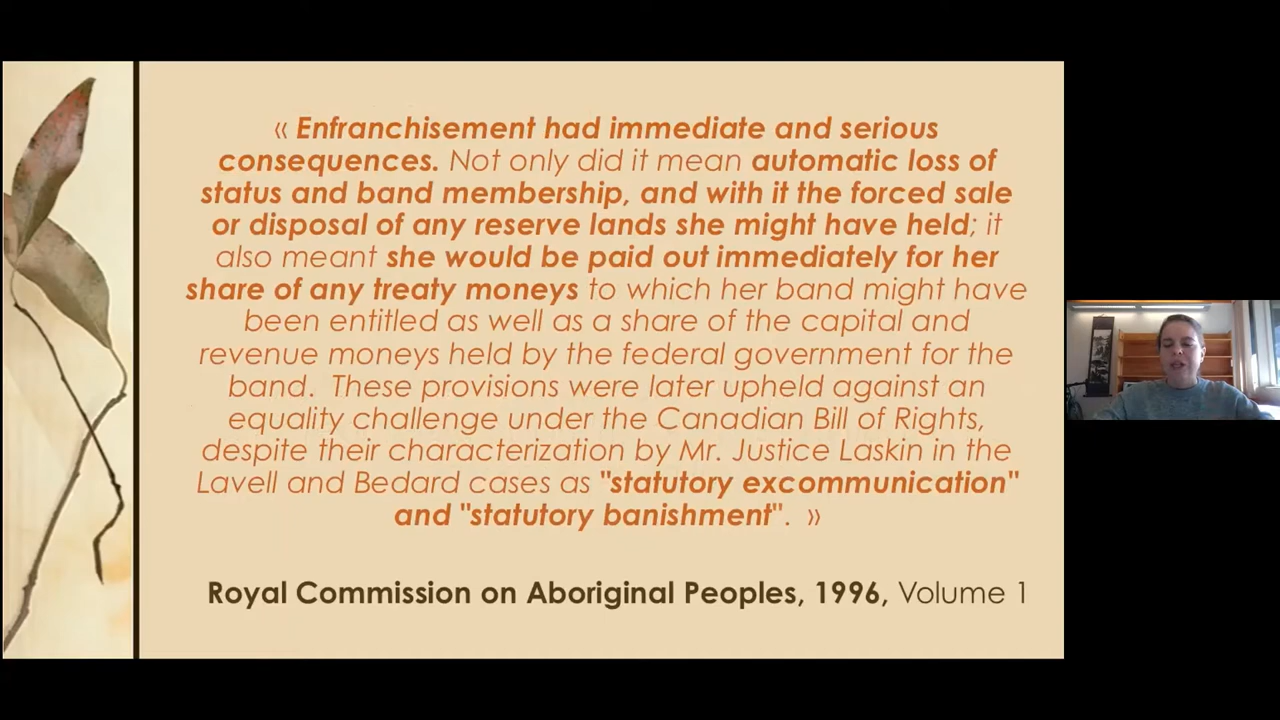 « Enfranchisement had immediate and serious
consequences. Not only did it mean automatic loss of
status and band membership, and with it the forced sale
or disposal of any reserve lands she might have held; it
also meant she would be paid out immediately for her
share of any treaty moneys to which her band might have
been entitled as well as a share of the capital and
revenue moneys held by the federal government for the
band. These provisions were later upheld against an
equality challenge under the Canadian Bill of Rights,
despite their characterization by Mr. Justice Laskin in the
Lavell and Bedard cases as "statutory excommunication"
and "statutory banishment". »
Royal Commission on Aboriginal Peoples, 1996, Volume 1